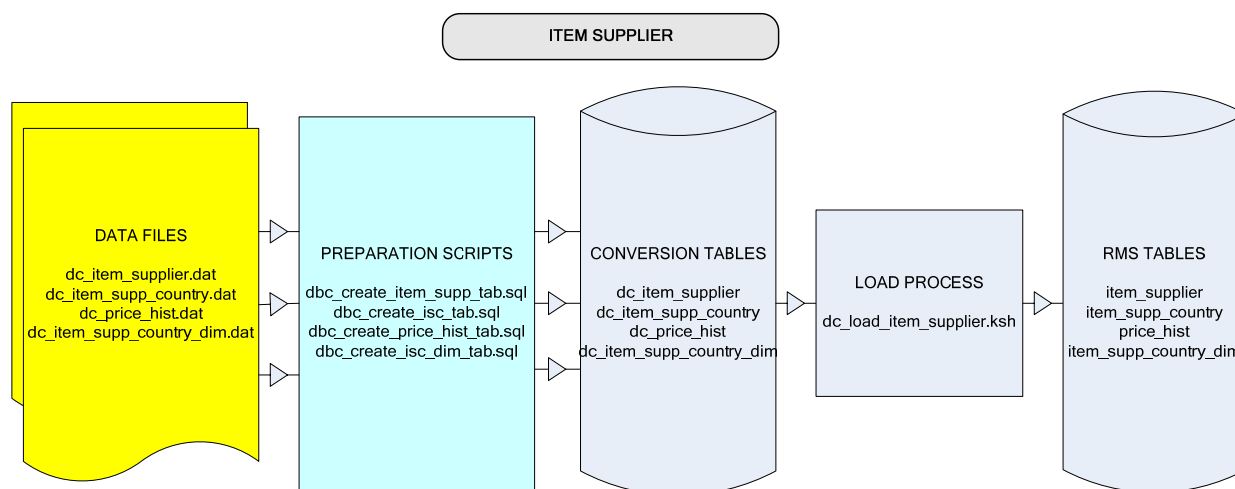 ITEM SUPPLIER
DATA FILES
dc_item_supplier.dat
dc_item_supp_country.dat
dc_price_hist.dat
dc_item_supp_country_dim.dat
PREPARATION SCRIPTS
dbc_create_item_supp_tab.sql
dbc_create_isc_tab.sql
dbc_create_price_hist_tab.sql
dbc_create_isc_dim_tab.sql
CONVERSION TABLES
dc_item_supplier
dc_item_supp_country
dc_price_hist
dc_item_supp_country_dim
LOAD PROCESS
dc_load_item_supplier.ksh
RMS TABLES
item_supplier
item_supp_country
price_hist
item_supp_country_dim